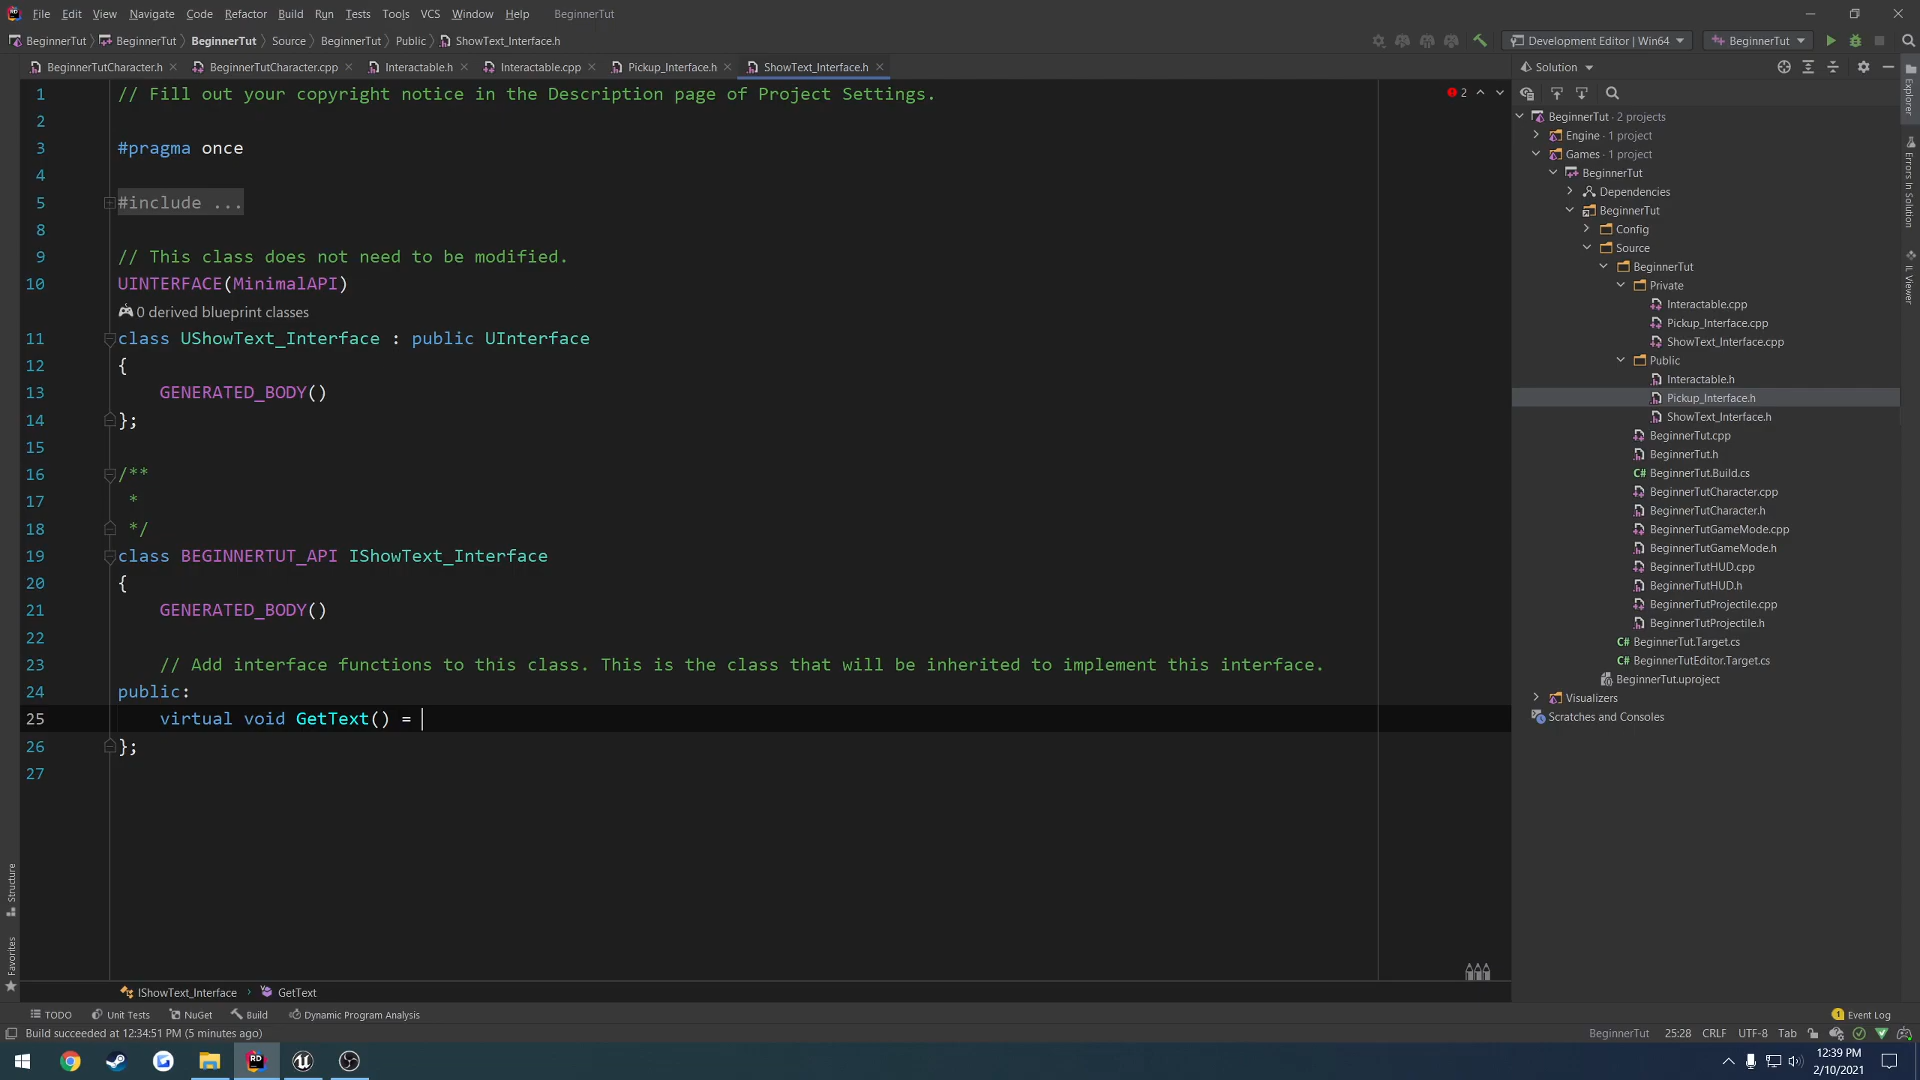 File Edit View Navigate Code Refactor Build Run Tests Tools VCS Window Help BeginnerTut
BeginnerTut BeginnerTut BeginnerTut Source BeginnerTut Public ShowText_Interface.h
Development Editor | Win64 BeginnerTut
BeginnerTutCharacter.h BeginnerTutCharacter.cpp Interactable.h Interactable.cpp Pickup_Interface.h ShowText_Interface.h
1 // Fill out your copyright notice in the Description page of Project Settings.
2
3 #pragma once
4
5 #include ...
8
9 // This class does not need to be modified.
10 UINTERFACE(MinimalAPI)
0 derived blueprint classes
11 class UShowText_Interface : public UInterface
12 {
13 GENERATED_BODY()
14 };
15
16 /**
17 *
18 */
19 class BEGINNERTUT_API IShowText_Interface
20 {
21 GENERATED_BODY()
22
23 // Add interface functions to this class. This is the class that will be inherited to implement this interface.
24 public:
25 virtual void GetText() =
26 };
27
2
Solution
BeginnerTut · 2 projects
Engine · 1 project
Games · 1 project
BeginnerTut
Dependencies
BeginnerTut
Config
Source
BeginnerTut
Private
Interactable.cpp
Pickup_Interface.cpp
ShowText_Interface.cpp
Public
Interactable.h
Pickup_Interface.h
ShowText_Interface.h
BeginnerTut.cpp
BeginnerTut.h
C# BeginnerTut.Build.cs
BeginnerTutCharacter.cpp
BeginnerTutCharacter.h
BeginnerTutGameMode.cpp
BeginnerTutGameMode.h
BeginnerTutHUD.cpp
BeginnerTutHUD.h
BeginnerTutProjectile.cpp
BeginnerTutProjectile.h
C# BeginnerTut.Target.cs
C# BeginnerTutEditor.Target.cs
BeginnerTut.uproject
Visualizers
Scratches and Consoles
Explorer
Errors In Solution
IL Viewer
Structure
Favorites
IShowText_Interface GetText
TODO Unit Tests NuGet Build Dynamic Program Analysis 1 Event Log
Build succeeded at 12:34:51 PM (5 minutes ago) BeginnerTut 25:28 CRLF UTF-8 Tab
RD
12:39 PM
2/10/2021